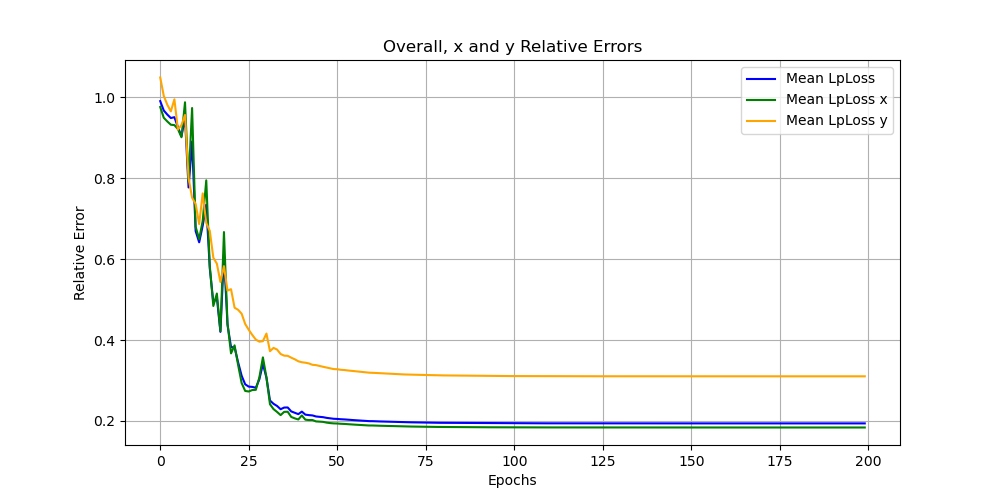 Overall, x and y Relative Errors
Mean LpLoss
Mean LpLoss x
Mean LpLoss y
Relative Error
1.0
0.8
0.6
0.4
0.2
0 25 50 75 100 125 150 175 200
Epochs